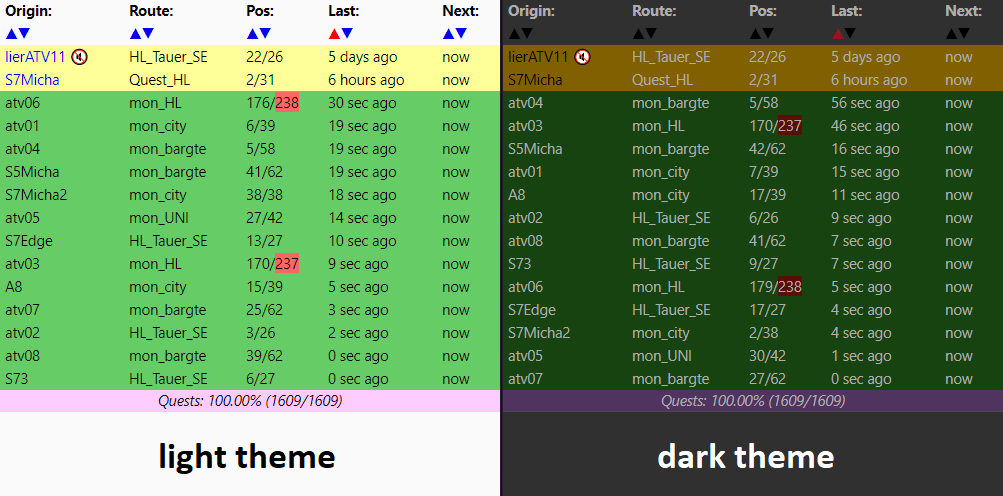 Origin: Route: Pos: Last: Next:
▲▼ ▲▼ ▲▼ ▲▼ ▲▼
lierATV11 HL_Tauer_SE 22/26 5 days ago now
S7Micha Quest_HL 2/31 6 hours ago now
atv06 mon_HL 176/238 30 sec ago now
atv01 mon_city 6/39 19 sec ago now
atv04 mon_bargte 5/58 19 sec ago now
S5Micha mon_bargte 41/62 19 sec ago now
S7Micha2 mon_city 38/38 18 sec ago now
atv05 mon_UNI 27/42 14 sec ago now
S7Edge HL_Tauer_SE 13/27 10 sec ago now
atv03 mon_HL 170/237 9 sec ago now
A8 mon_city 15/39 5 sec ago now
atv07 mon_bargte 25/62 3 sec ago now
atv02 HL_Tauer_SE 3/26 2 sec ago now
atv08 mon_bargte 39/62 0 sec ago now
S73 HL_Tauer_SE 6/27 0 sec ago now
Quests: 100.00% (1609/1609)
light theme
Origin: Route: Pos: Last: Next:
▲▼ ▲▼ ▲▼ ▲▼ ▲▼
lierATV11 HL_Tauer_SE 22/26 5 days ago now
S7Micha Quest_HL 2/31 6 hours ago now
atv04 mon_bargte 5/58 56 sec ago now
atv03 mon_HL 170/237 46 sec ago now
S5Micha mon_bargte 42/62 16 sec ago now
atv01 mon_city 7/39 15 sec ago now
A8 mon_city 17/39 11 sec ago now
atv02 HL_Tauer_SE 6/26 9 sec ago now
atv08 mon_bargte 41/62 7 sec ago now
S73 HL_Tauer_SE 9/27 7 sec ago now
atv06 mon_HL 179/238 5 sec ago now
S7Edge HL_Tauer_SE 17/27 4 sec ago now
S7Micha2 mon_city 2/38 4 sec ago now
atv05 mon_UNI 30/42 1 sec ago now
atv07 mon_bargte 27/62 0 sec ago now
Quests: 100.00% (1609/1609)
dark theme